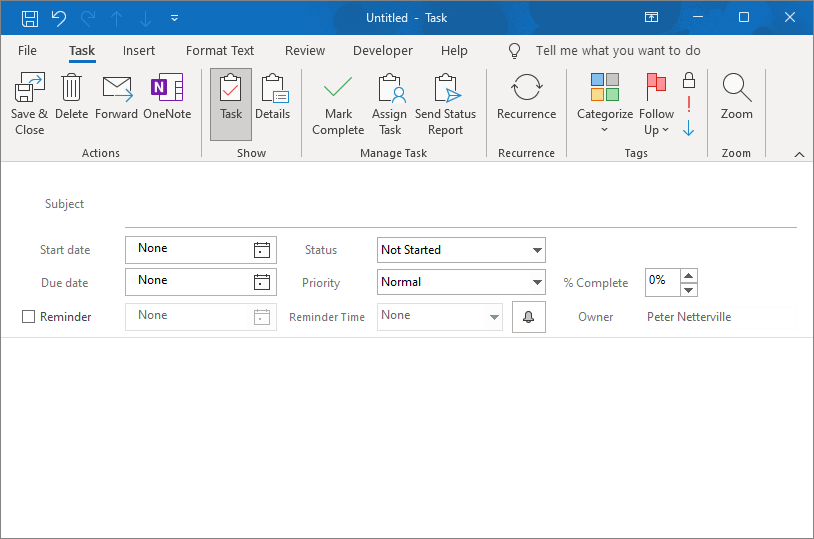 Untitled - Task
File Task Insert Format Text Review Developer Help Tell me what you want to do
Save & Close Delete Forward OneNote Task Details Mark Complete Assign Task Send Status Report Recurrence Categorize Follow Up Zoom
Actions Show Manage Task Recurrence Tags Zoom
Subject
Start date None Status Not Started
Due date None Priority Normal % Complete 0%
Reminder None Reminder Time None Owner Peter Netterville